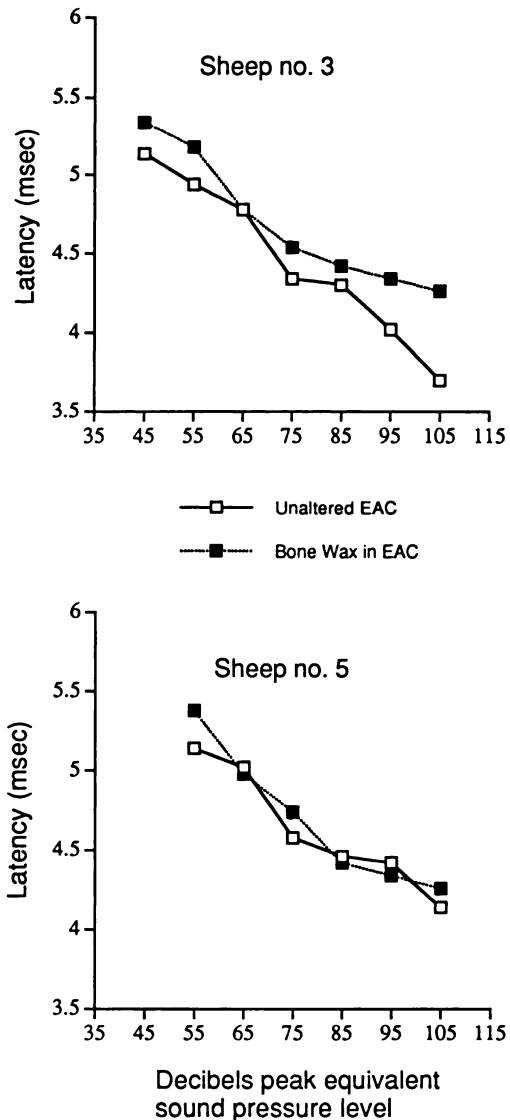 6
Sheep no. 3
5.5
5
4.5
4
3.5
Latency (msec)
35 45 55 65 75 85 95 105 115
Unaltered EAC
Bone Wax in EAC
6
Sheep no. 5
5.5
5
4.5
4
3.5
Latency (msec)
35 45 55 65 75 85 95 105 115
Decibels peak equivalent
sound pressure level